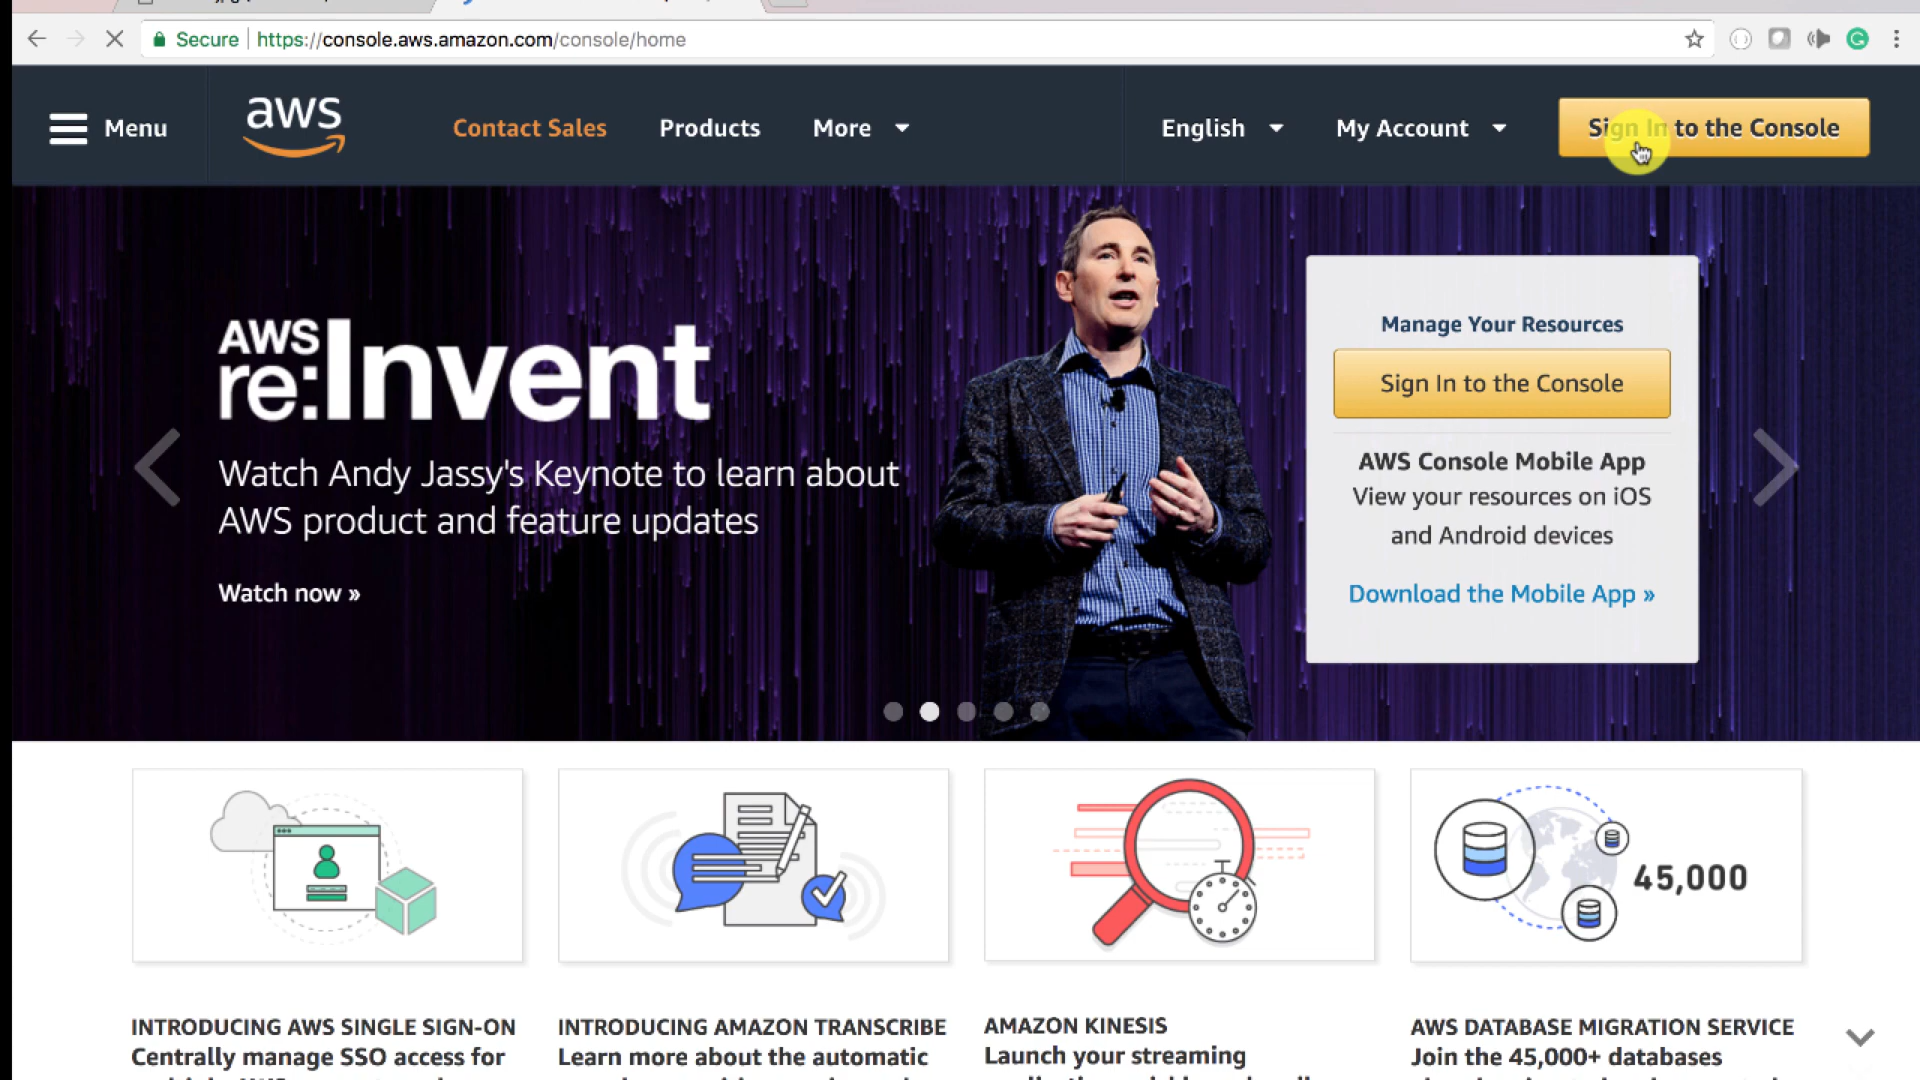 Secure https://console.aws.amazon.com/console/home
Menu
aws
Contact Sales
Products
More
English
My Account
Sign In to the Console
AWS
re:Invent
Watch Andy Jassy's Keynote to learn about
AWS product and feature updates
Watch now »
Manage Your Resources
Sign In to the Console
AWS Console Mobile App
View your resources on iOS
and Android devices
Download the Mobile App »
45,000
INTRODUCING AWS SINGLE SIGN-ON
Centrally manage SSO access for
INTRODUCING AMAZON TRANSCRIBE
Learn more about the automatic
AMAZON KINESIS
Launch your streaming
AWS DATABASE MIGRATION SERVICE
Join the 45,000+ databases